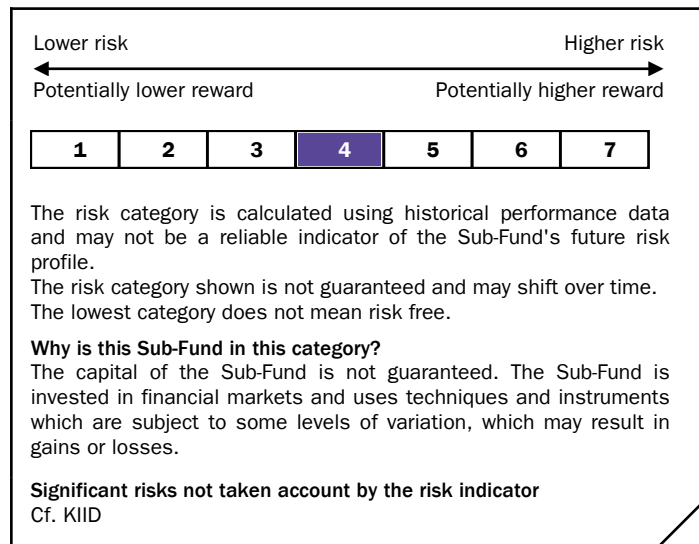 Lower risk Higher risk
Potentially lower reward Potentially higher reward
1 2 3 4 5 6 7
The risk category is calculated using historical performance data
and may not be a reliable indicator of the Sub-Fund's future risk
profile.
The risk category shown is not guaranteed and may shift over time.
The lowest category does not mean risk free.
Why is this Sub-Fund in this category?
The capital of the Sub-Fund is not guaranteed. The Sub-Fund is
invested in financial markets and uses techniques and instruments
which are subject to some levels of variation, which may result in
gains or losses.
Significant risks not taken account by the risk indicator
Cf. KIID